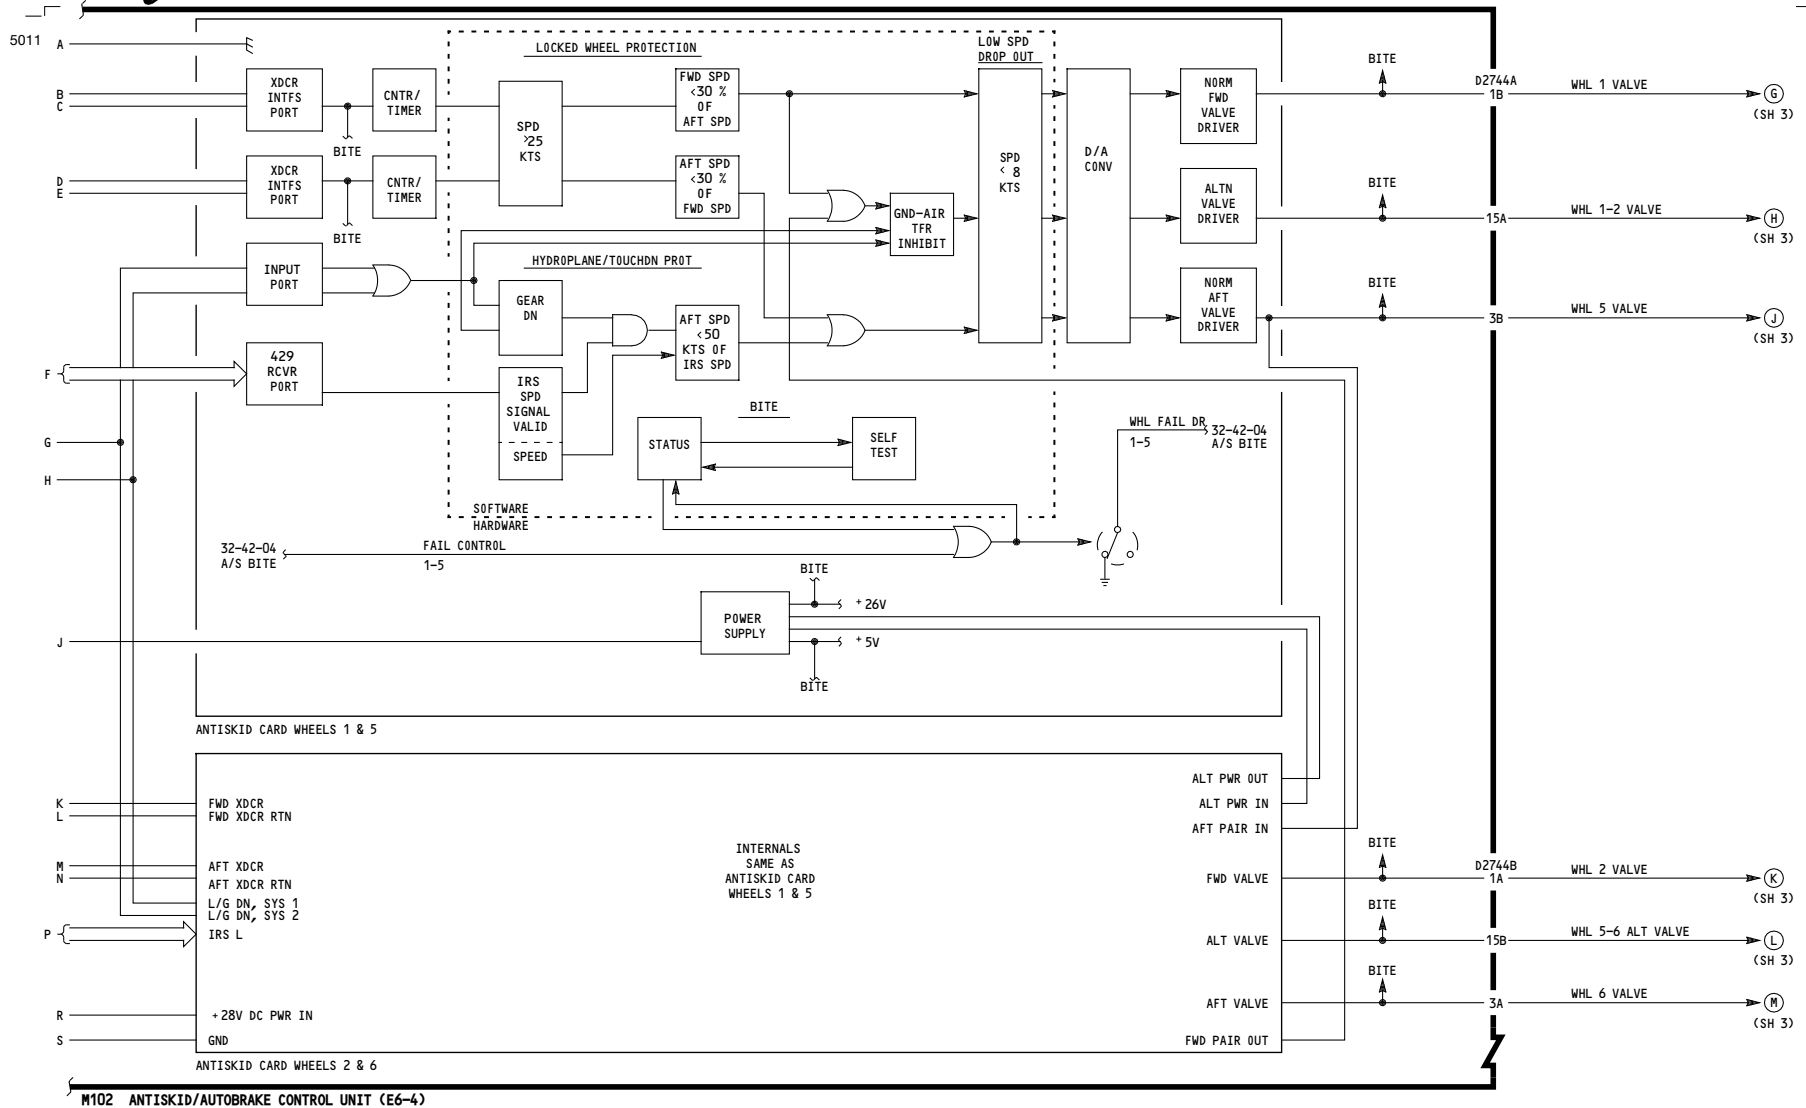 5011
A
B
C
D
E
F
G
H
J
K
L
M
N
P
R
S
XDCR
INTFS
PORT
BITE
CNTR/
TIMER
XDCR
INTFS
PORT
BITE
CNTR/
TIMER
INPUT
PORT
429
RCVR
PORT
LOCKED WHEEL PROTECTION
SPD
>25
KTS
FWD SPD
<30 %
OF
AFT SPD
AFT SPD
<30 %
OF
FWD SPD
GND-AIR
TFR
INHIBIT
LOW SPD
DROP OUT
SPD
< 8
KTS
D/A
CONV
HYDROPLANE/TOUCHDN PROT
GEAR
DN
AFT SPD
<50
KTS OF
IRS SPD
IRS
SPD
SIGNAL
VALID
SPEED
BITE
STATUS
SELF
TEST
SOFTWARE
HARDWARE
32-42-04
A/S BITE
FAIL CONTROL
1-5
WHL FAIL DR
1-5
32-42-04
A/S BITE
POWER
SUPPLY
BITE
+26V
+5V
BITE
NORM
FWD
VALVE
DRIVER
ALTN
VALVE
DRIVER
NORM
AFT
VALVE
DRIVER
BITE
D2744A
1B
WHL 1 VALVE
G
(SH 3)
BITE
15A
WHL 1-2 VALVE
H
(SH 3)
BITE
3B
WHL 5 VALVE
J
(SH 3)
ANTISKID CARD WHEELS 1 & 5
FWD XDCR
FWD XDCR RTN
AFT XDCR
AFT XDCR RTN
L/G DN, SYS 1
L/G DN, SYS 2
IRS L
+28V DC PWR IN
GND
INTERNALS
SAME AS
ANTISKID CARD
WHEELS 1 & 5
ALT PWR OUT
ALT PWR IN
AFT PAIR IN
FWD VALVE
ALT VALVE
AFT VALVE
FWD PAIR OUT
BITE
D2744B
1A
WHL 2 VALVE
K
(SH 3)
BITE
15B
WHL 5-6 ALT VALVE
L
(SH 3)
BITE
3A
WHL 6 VALVE
M
(SH 3)
ANTISKID CARD WHEELS 2 & 6
M102 ANTISKID/AUTOBRAKE CONTROL UNIT (E6-4)